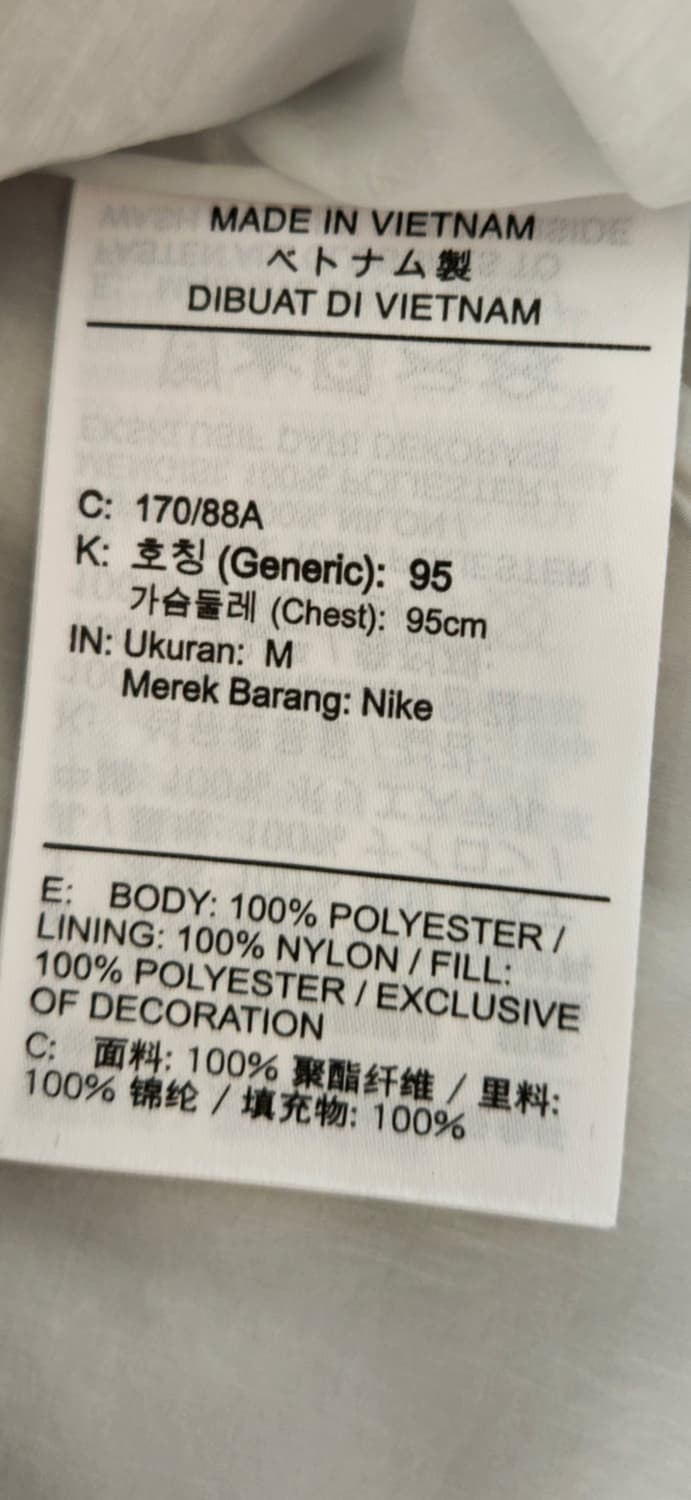 MADE IN VIETNAM
ベトナム製
DIBUAT DI VIETNAM
C: 170/88A
K: 호칭 (Generic): 95
가슴둘레 (Chest): 95cm
IN: Ukuran: M
Merek Barang: Nike
E: BODY: 100% POLYESTER /
LINING: 100% NYLON / FILL:
100% POLYESTER / EXCLUSIVE
OF DECORATION
C: 面料: 100% 聚酯纤维 / 里料:
100% 锦纶 / 填充物: 100%